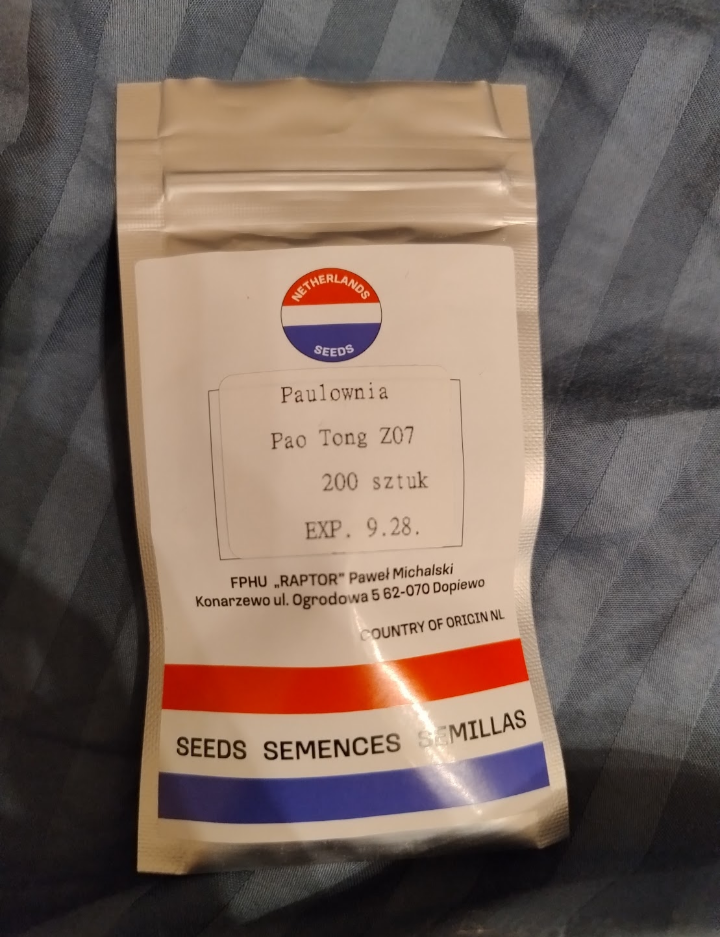 NETHERLANDS
SEEDS
Paulownia
Pao Tong Z07
200 sztuk
EXP. 9.28.
FPHU „RAPTOR” Paweł Michalski
Konarzewo ul. Ogrodowa 5 62-070 Dopiewo
COUNTRY OF ORIGIN NL
SEEDS SEMENCES SEMILLAS